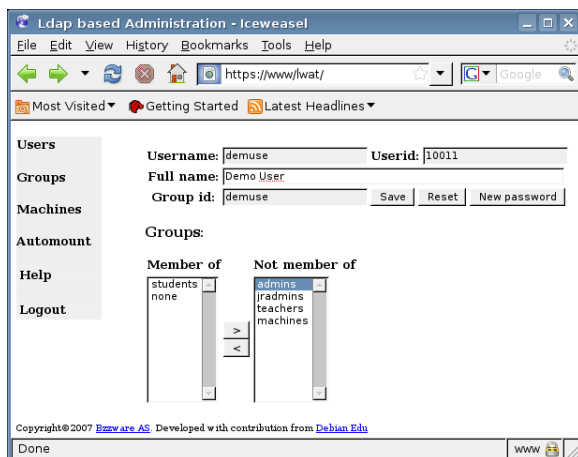 Ldap based Administration - Iceweasel
File Edit View History Bookmarks Tools Help
https://www/lwat/
G Google
Most Visited Getting Started Latest Headlines
Users
Groups
Machines
Automount
Help
Logout
Username: demuse Userid: 10011
Full name: Demo User
Group id: demuse Save Reset New password
Groups:
Member of Not member of
students admins
none jradmins
teachers
machines
>
<
Copyright©2007 Bzzware AS. Developed with contribution from Debian Edu
Done www